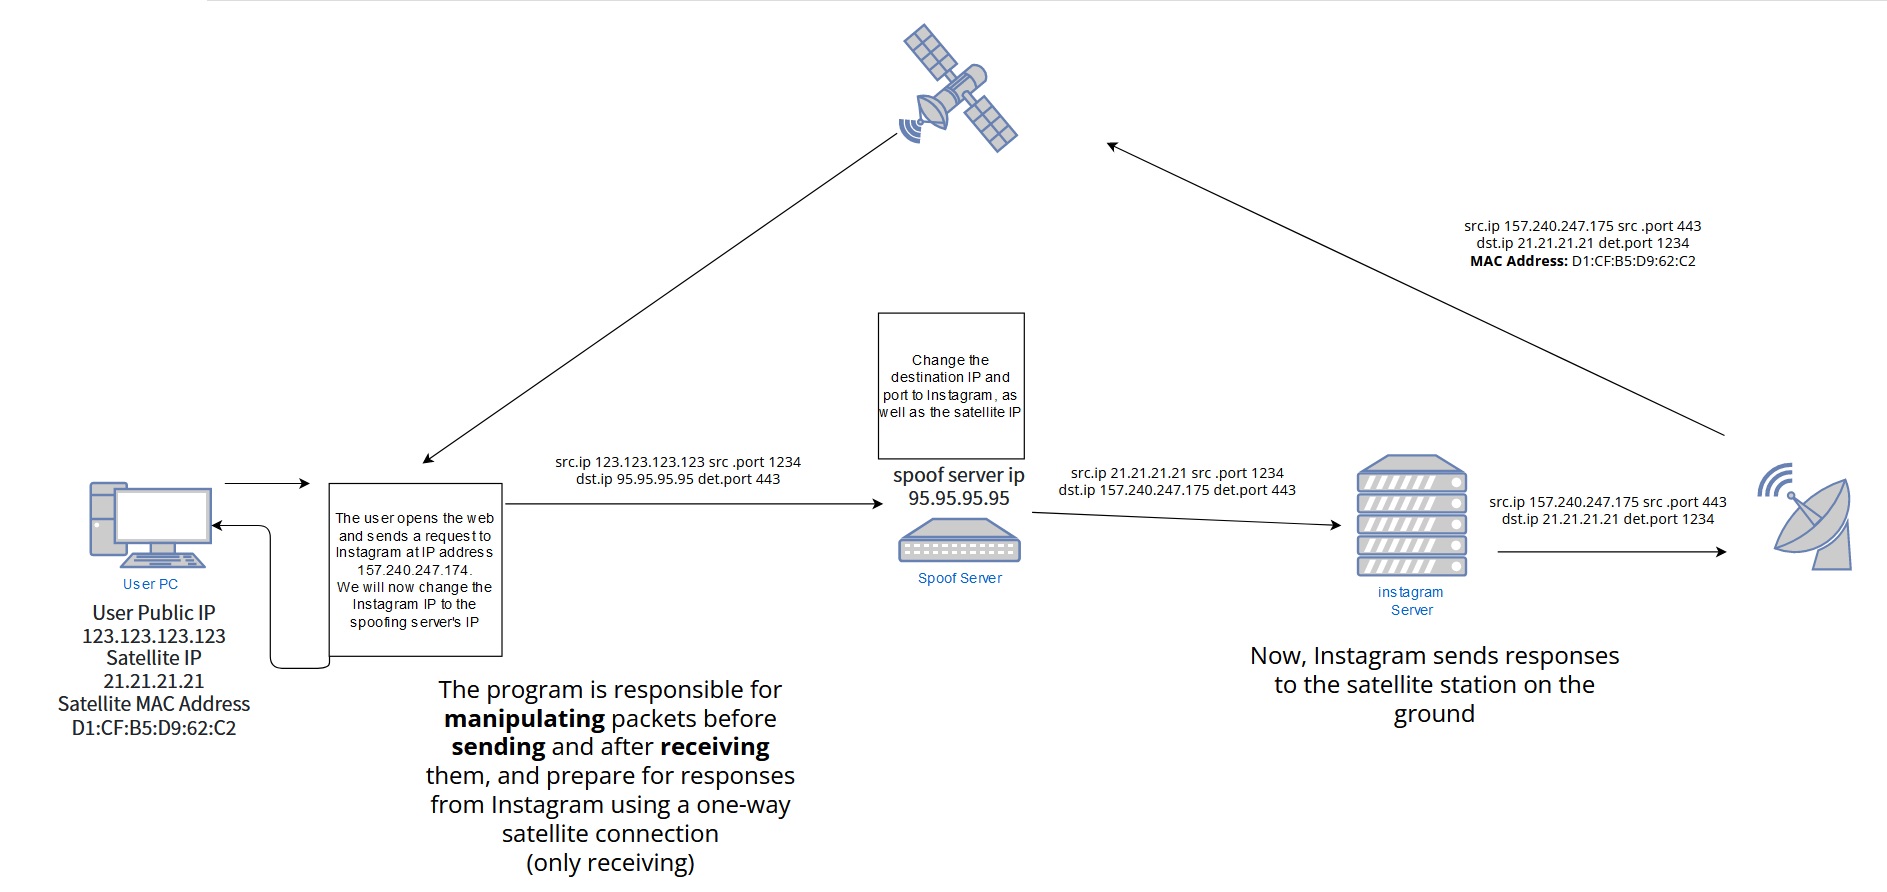 src.ip 157.240.247.175 src .port 443
dst.ip 21.21.21.21 det.port 1234
MAC Address: D1:CF:B5:D9:62:C2
Change the
destination IP and
port to Instagram, as
well as the satellite IP
src.ip 123.123.123.123 src .port 1234
dst.ip 95.95.95.95 det.port 443
spoof server ip
95.95.95.95
Spoof Server
src.ip 21.21.21.21 src .port 1234
dst.ip 157.240.247.175 det.port 443
src.ip 157.240.247.175 src .port 443
dst.ip 21.21.21.21 det.port 1234
The user opens the web
and sends a request to
Instagram at IP address
157.240.247.174.
We will now change the
Instagram IP to the
spoofing server's IP
User PC
User Public IP
123.123.123.123
Satellite IP
21.21.21.21
Satellite MAC Address
D1:CF:B5:D9:62:C2
instagram
Server
Now, Instagram sends responses
to the satellite station on the
ground
The program is responsible for
manipulating packets before
sending and after receiving
them, and prepare for responses
from Instagram using a one-way
satellite connection
(only receiving)